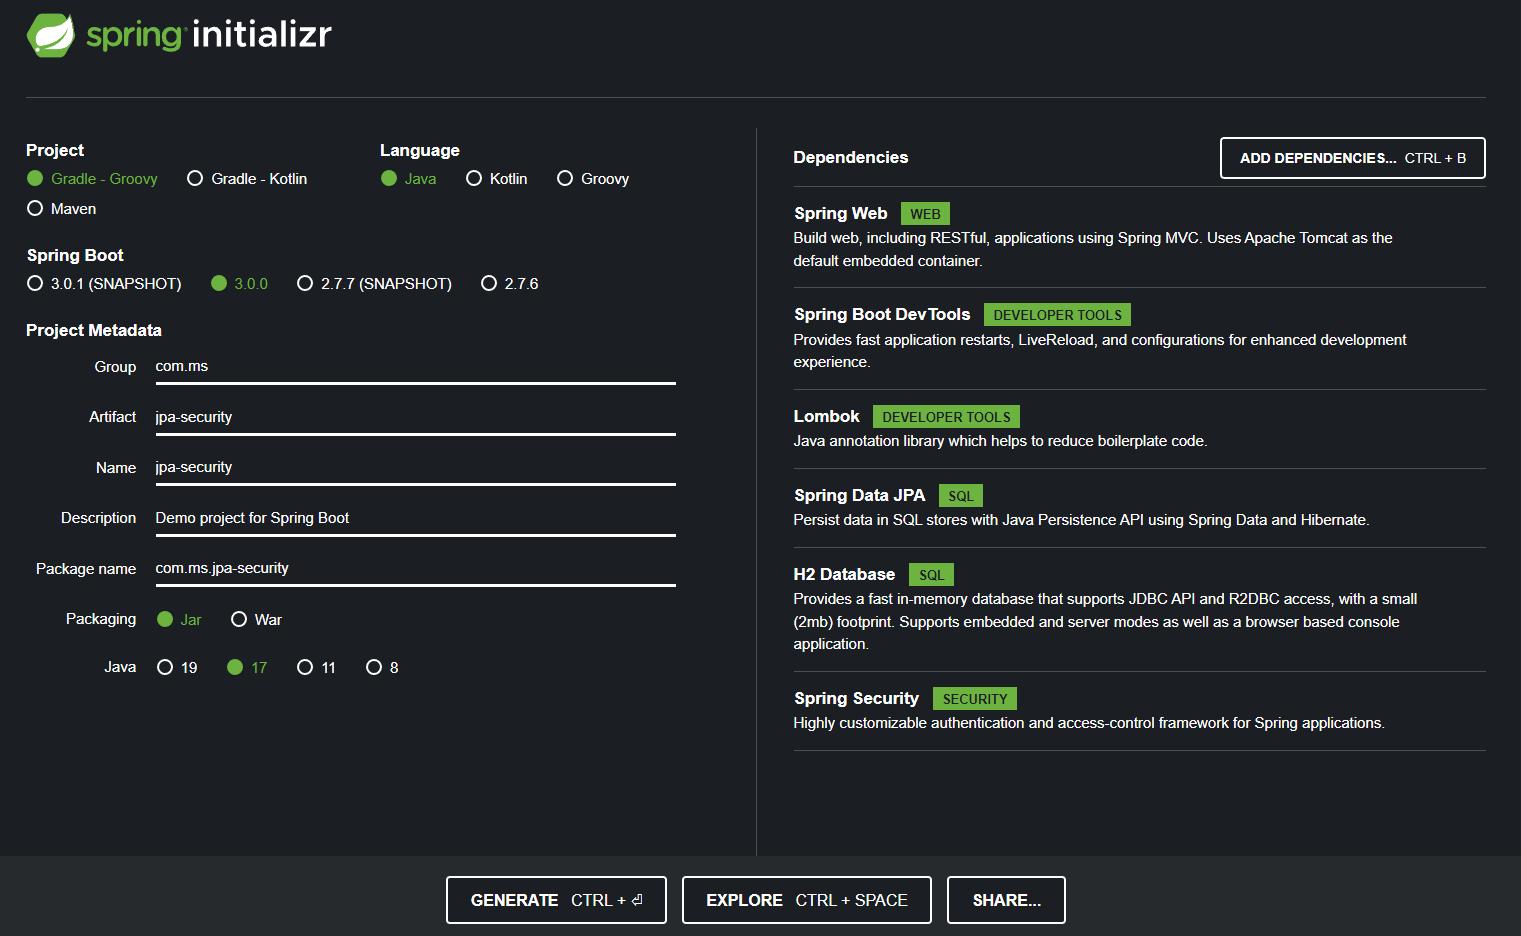 spring initializr
Project
Gradle - Groovy Gradle - Kotlin
Maven
Language
Java Kotlin Groovy
Spring Boot
3.0.1 (SNAPSHOT) 3.0.0 2.7.7 (SNAPSHOT) 2.7.6
Project Metadata
Group com.ms
Artifact jpa-security
Name jpa-security
Description Demo project for Spring Boot
Package name com.ms.jpa-security
Packaging Jar War
Java 19 17 11 8
Dependencies ADD DEPENDENCIES... CTRL + B
Spring Web WEB
Build web, including RESTful, applications using Spring MVC. Uses Apache Tomcat as the
default embedded container.
Spring Boot DevTools DEVELOPER TOOLS
Provides fast application restarts, LiveReload, and configurations for enhanced development
experience.
Lombok DEVELOPER TOOLS
Java annotation library which helps to reduce boilerplate code.
Spring Data JPA SQL
Persist data in SQL stores with Java Persistence API using Spring Data and Hibernate.
H2 Database SQL
Provides a fast in-memory database that supports JDBC API and R2DBC access, with a small
(2mb) footprint. Supports embedded and server modes as well as a browser based console
application.
Spring Security SECURITY
Highly customizable authentication and access-control framework for Spring applications.
GENERATE CTRL + ⏎ EXPLORE CTRL + SPACE SHARE...